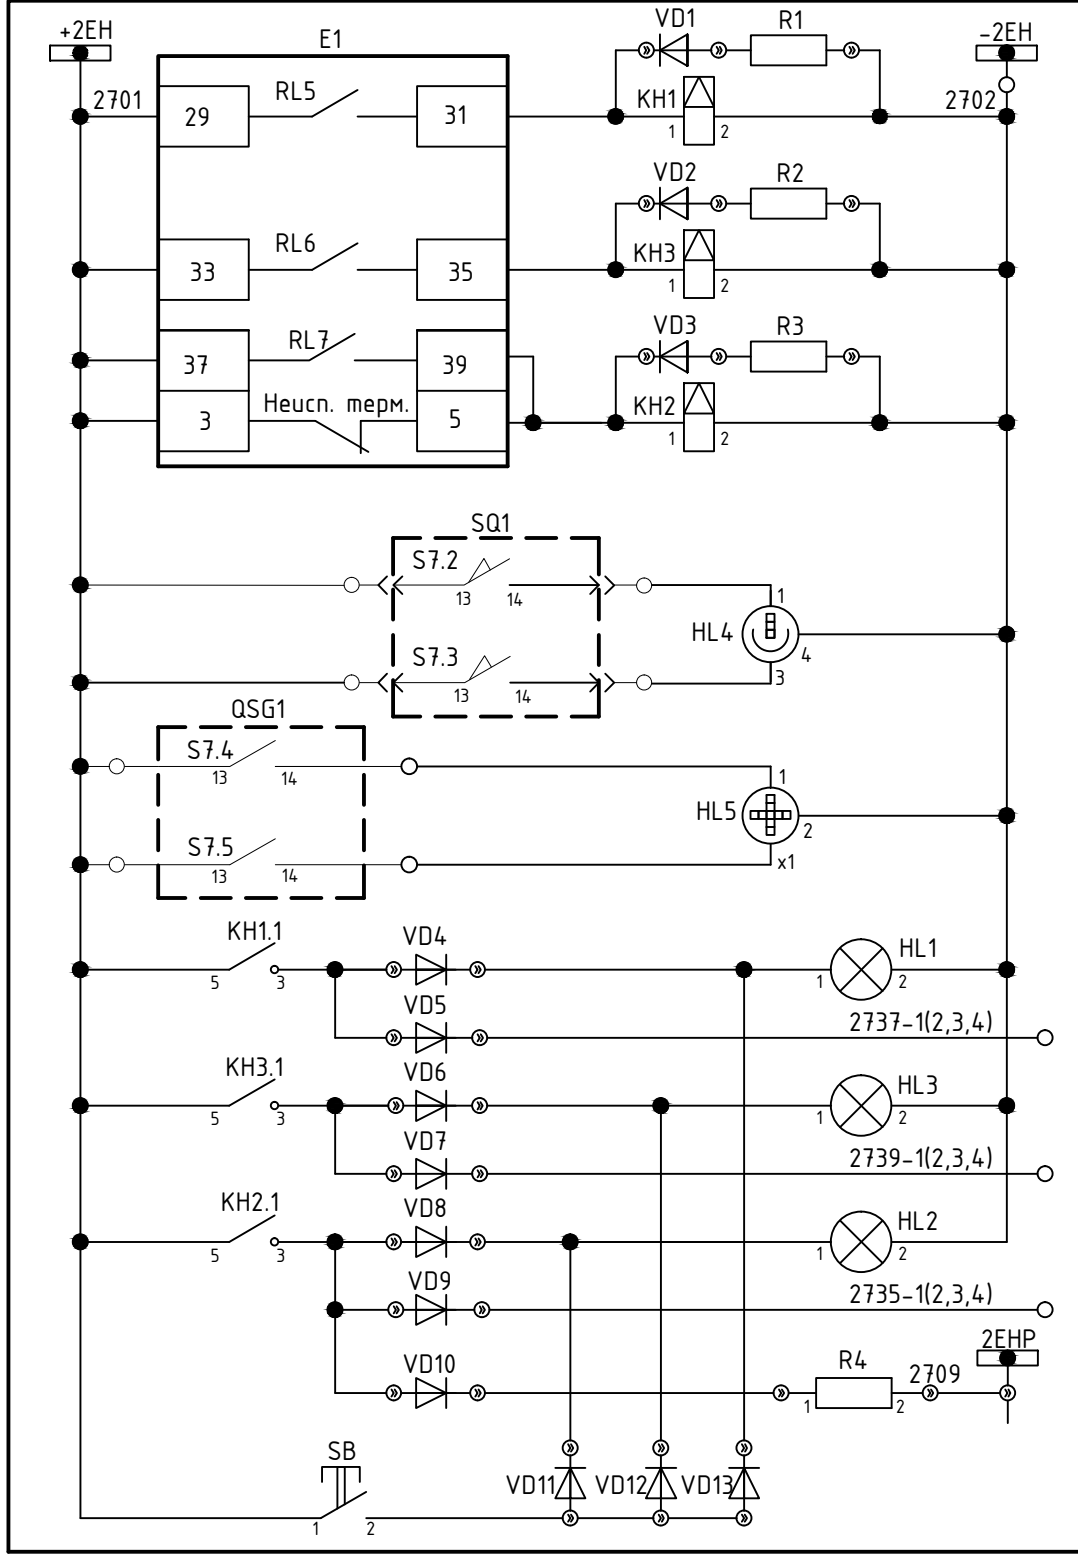 +2EH
-2EH
VD1
R1
E1
2701
29
RL5
31
KH1
1
2
2702
VD2
R2
33
RL6
35
KH3
1
2
VD3
R3
37
RL7
39
KH2
1
2
3
Неисп. терм.
5
SQ1
S7.2
13
14
1
HL4
4
S7.3
13
14
3
QSG1
S7.4
13
14
1
HL5
2
S7.5
13
14
x1
KH1.1
5
3
VD4
1
HL1
2
VD5
2737-1(2,3,4)
KH3.1
5
3
VD6
1
HL3
2
VD7
2739-1(2,3,4)
KH2.1
5
3
VD8
1
HL2
2
VD9
2735-1(2,3,4)
2EHP
VD10
1
R4
2
2709
SB
1
2
VD11
VD12
VD13